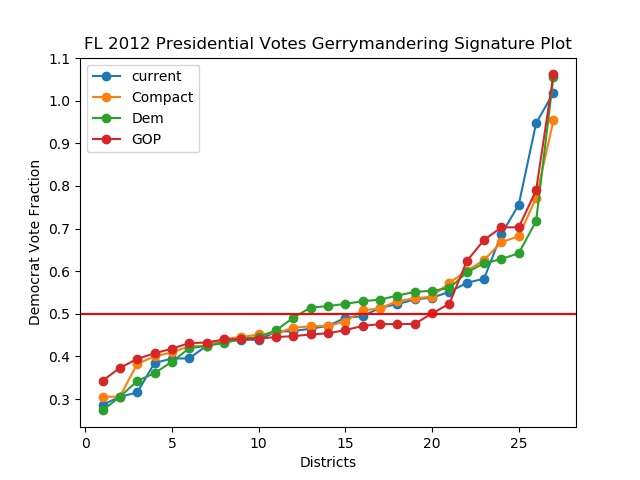 FL 2012 Presidential Votes Gerrymandering Signature Plot
current
Compact
Dem
GOP
1.1
1.0
0.9
0.8
0.7
0.6
0.5
0.4
0.3
Democrat Vote Fraction
0 5 10 15 20 25
Districts